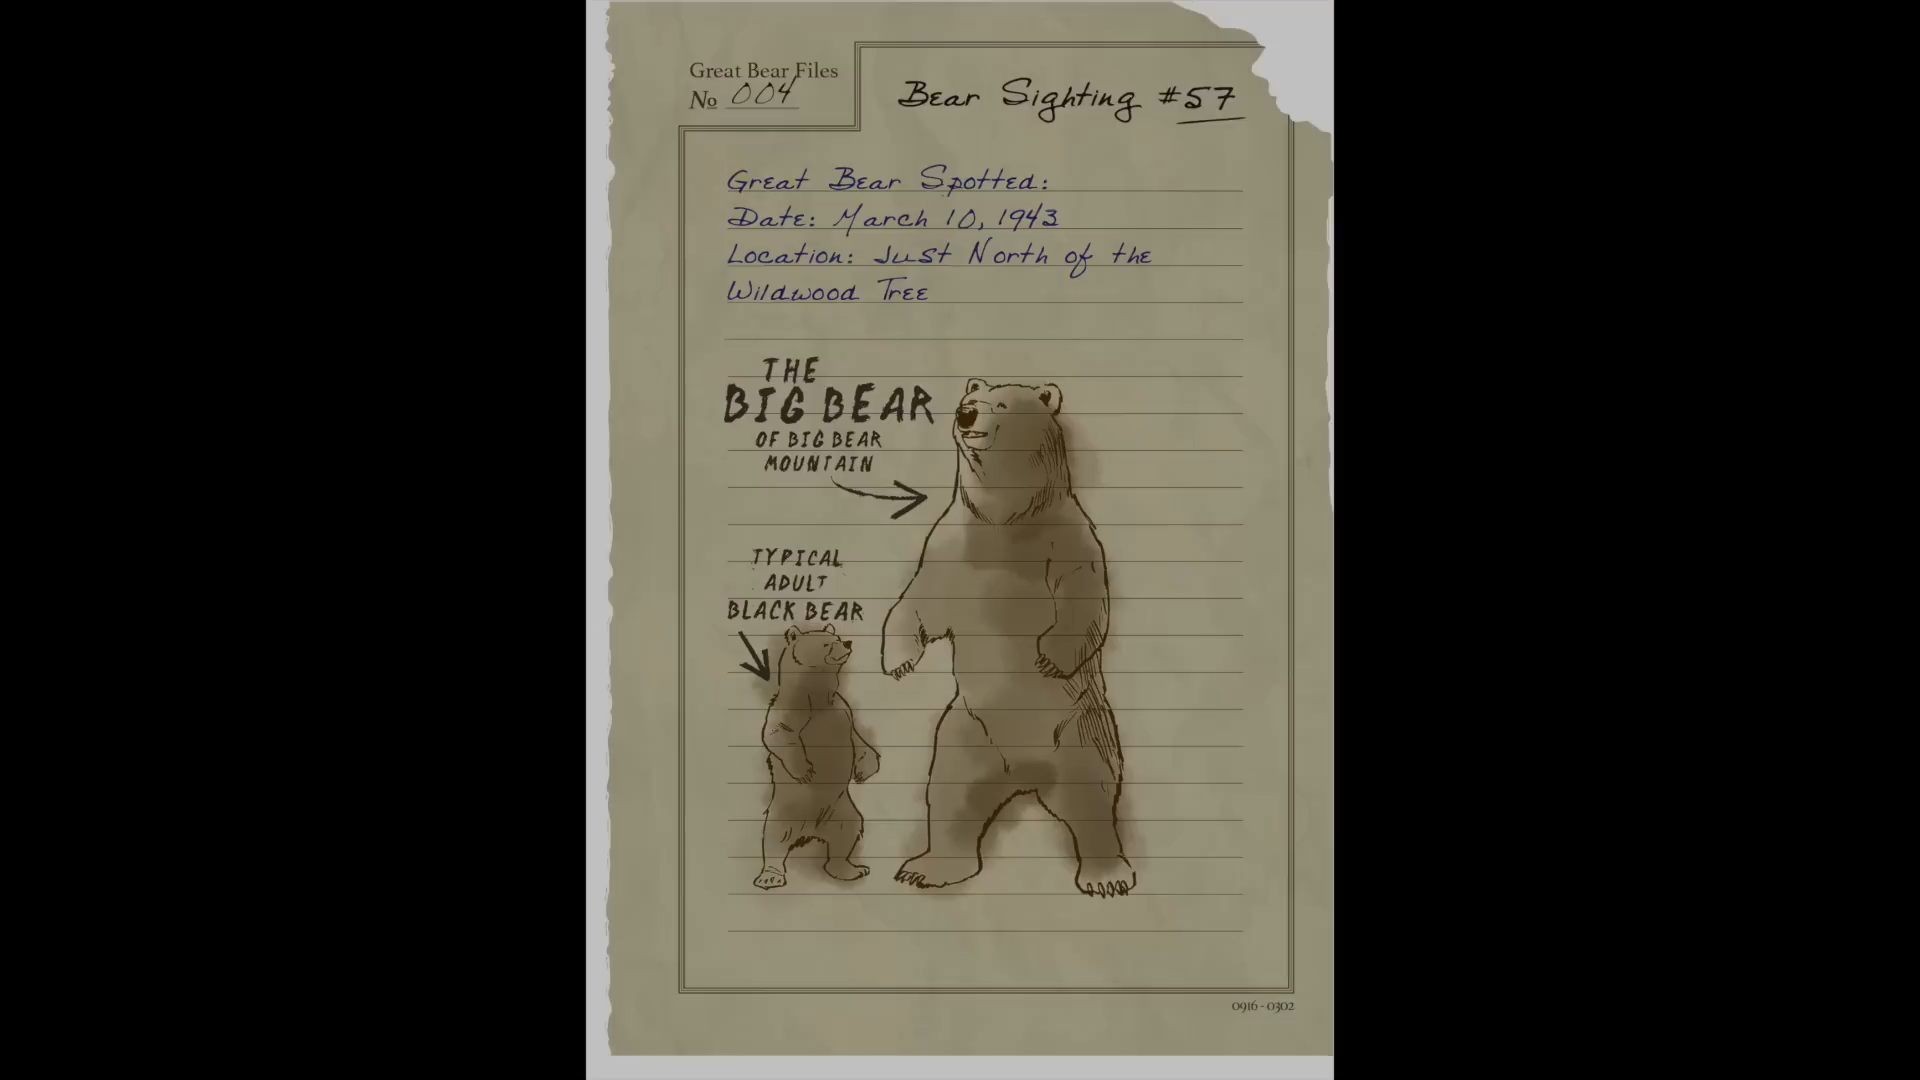 Great Bear Files
No 004
Bear Sighting #57
Great Bear Spotted:
Date: March 10, 1943
Location: Just North of the
Wildwood Tree
THE
BIG BEAR
OF BIG BEAR
MOUNTAIN
TYPICAL
ADULT
BLACK BEAR
0916-0302